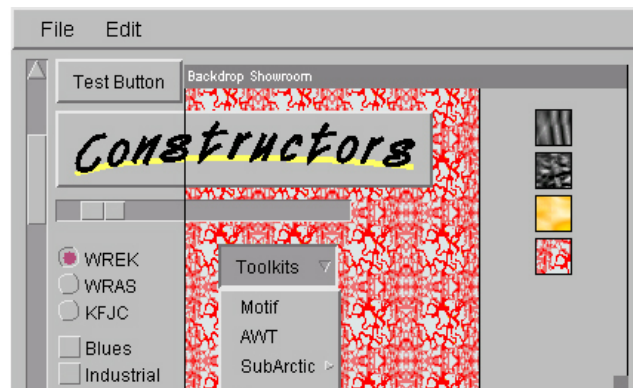 File Edit
Test Button
Backdrop Showroom
Constructors
WREK
WRAS
KFJC
Blues
Industrial
Toolkits
Motif
AWT
SubArctic